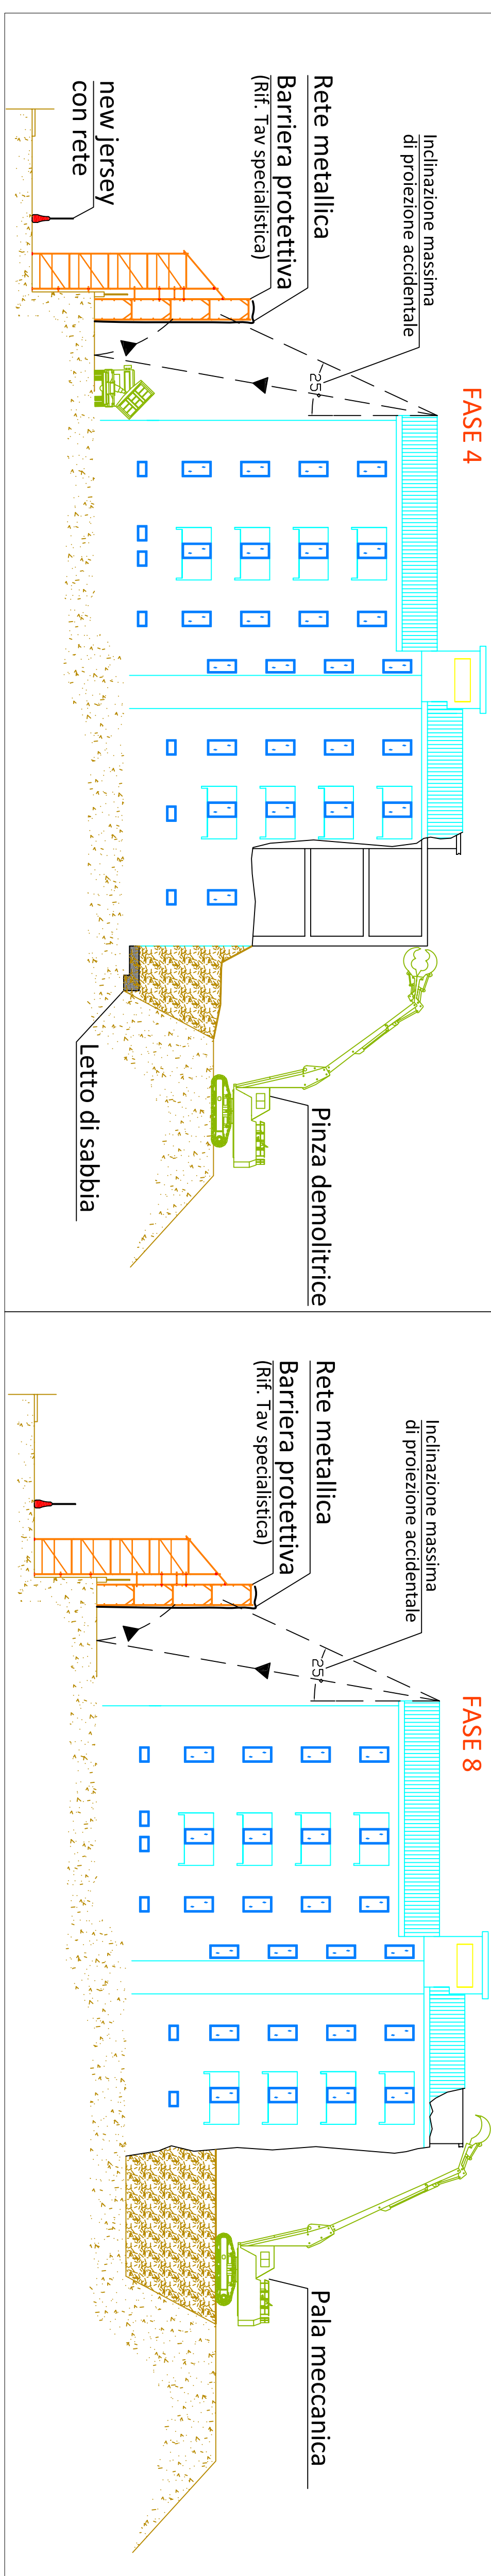 FASE 4
Inclinazione massima
di proiezione accidentale
Rete metallica
Barriera protettiva
(Rif. Tav specialistica)
25°
new jersey
con rete
Pinza demolitrice
Letto di sabbia
FASE 8
Inclinazione massima
di proiezione accidentale
Rete metallica
Barriera protettiva
(Rif. Tav specialistica)
25°
Pala meccanica